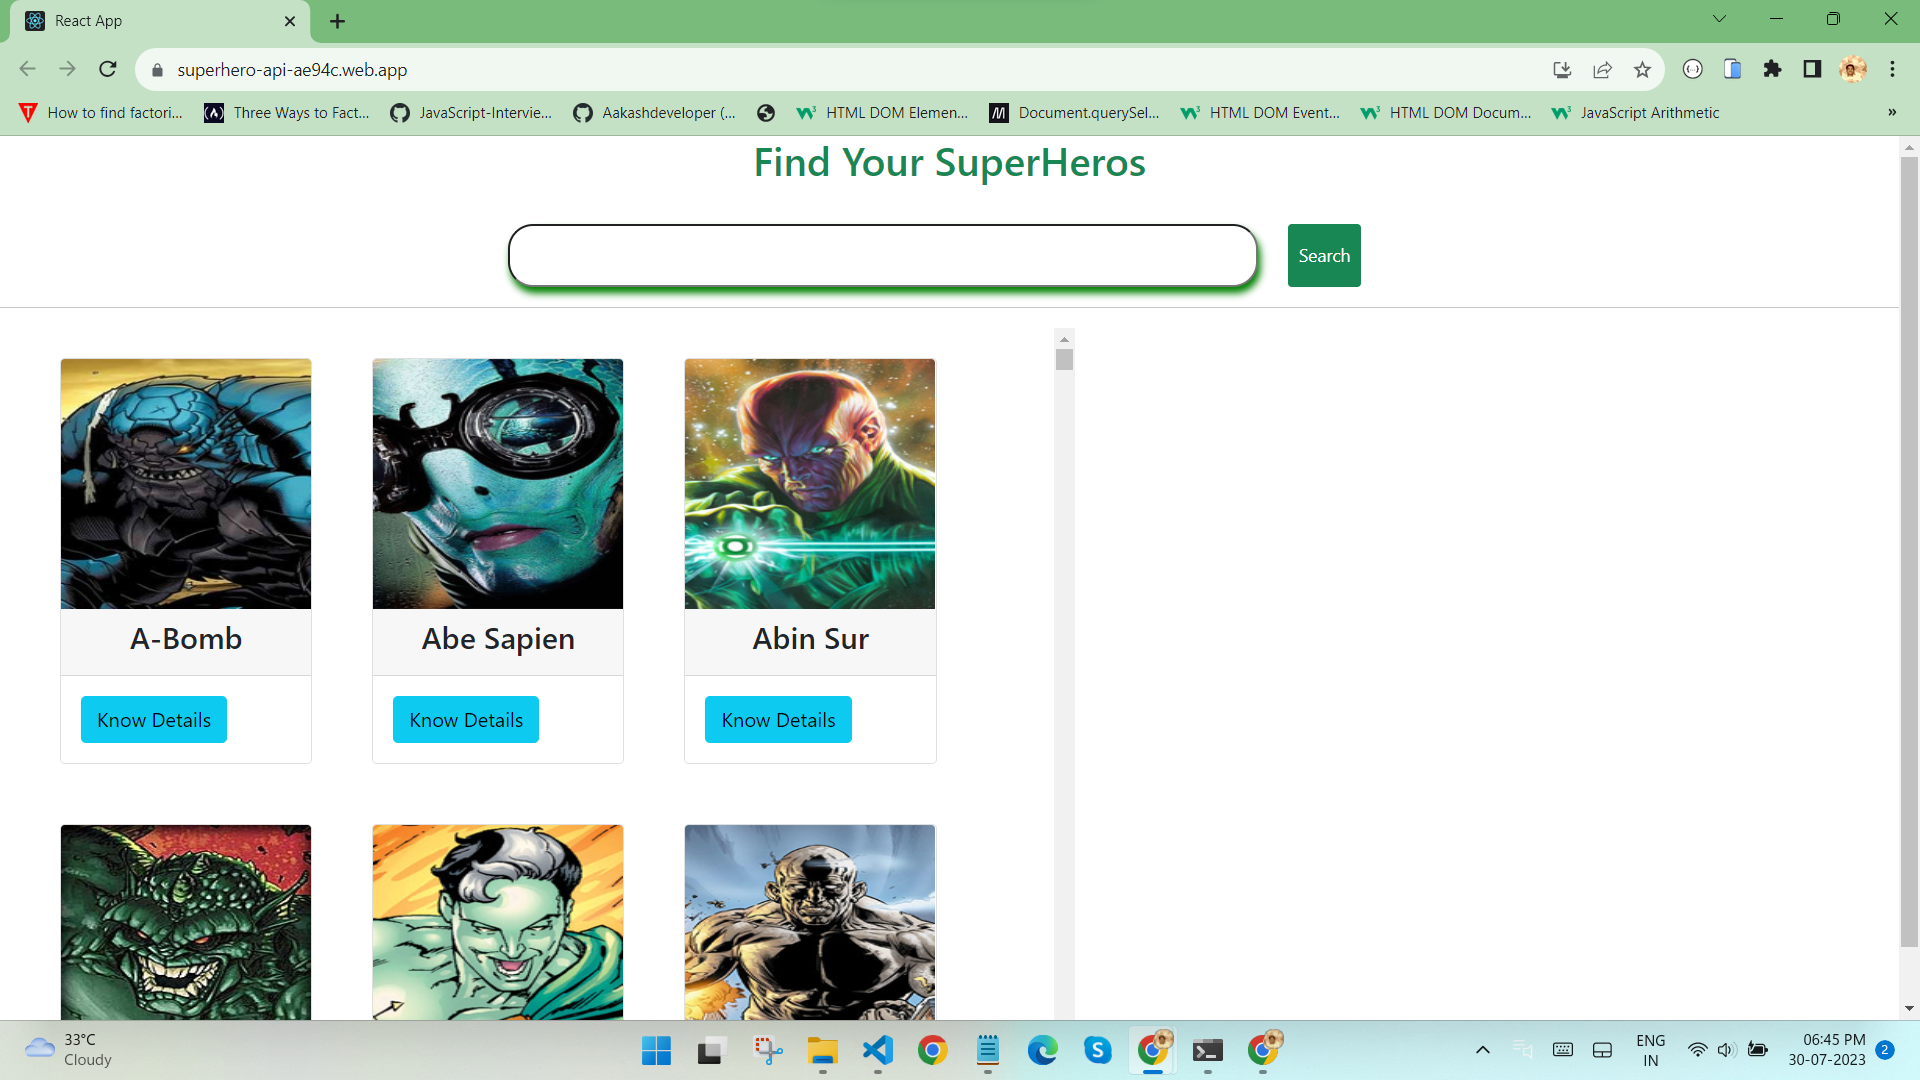 React App
superhero-api-ae94c.web.app
How to find factori...
Three Ways to Fact...
JavaScript-Intervie...
Aakashdeveloper (...
HTML DOM Elemen...
Document.querySel...
HTML DOM Event...
HTML DOM Docum...
JavaScript Arithmetic
»
Find Your SuperHeros
Search
A-Bomb
Abe Sapien
Abin Sur
Know Details
Know Details
Know Details
33°C
Cloudy
ENG
IN
06:45 PM
30-07-2023
2